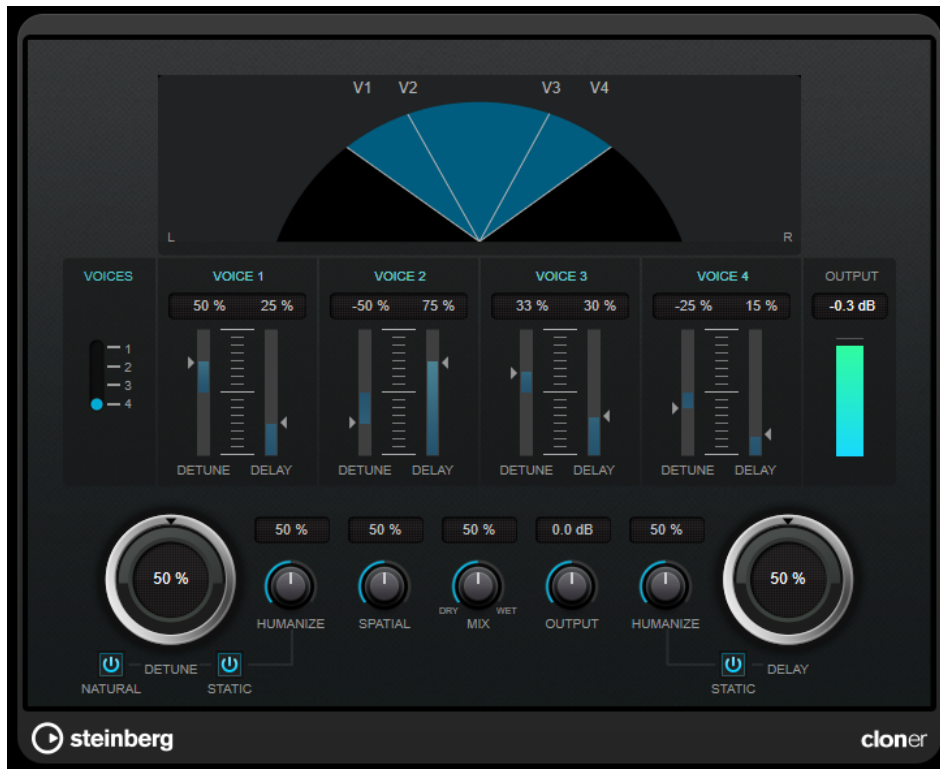 V1 V2 V3 V4
L R
VOICES VOICE 1 VOICE 2 VOICE 3 VOICE 4 OUTPUT
50 % 25 % -50 % 75 % 33 % 30 % -25 % 15 % -0.3 dB
1
2
3
4
DETUNE DELAY DETUNE DELAY DETUNE DELAY DETUNE DELAY
50 % 50 % 50 % 0.0 dB 50 %
50 % 50 %
DRY WET
HUMANIZE SPATIAL MIX OUTPUT HUMANIZE
DETUNE DELAY
NATURAL STATIC STATIC
steinberg cloner